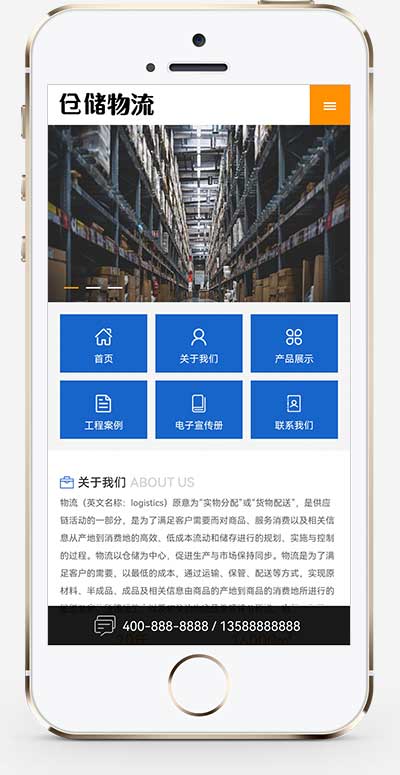 仓储物流
首页
关于我们
产品展示
工程案例
电子宣传册
联系我们
关于我们 ABOUT US
物流（英文名称：logistics）原意为“实物分配”或“货物配送”，是供应
链活动的一部分，是为了满足客户需要而对商品、服务消费以及相关信
息从产地到消费地的高效、低成本流动和储存进行的规划、实施与控制
的过程。物流以仓储为中心，促进生产与市场保持同步。物流是为了满
足客户的需要，以最低的成本，通过运输、保管、配送等方式，实现原
材料、半成品、成品及相关信息由商品的产地到商品的消费地所进行的
400-888-8888 / 13588888888